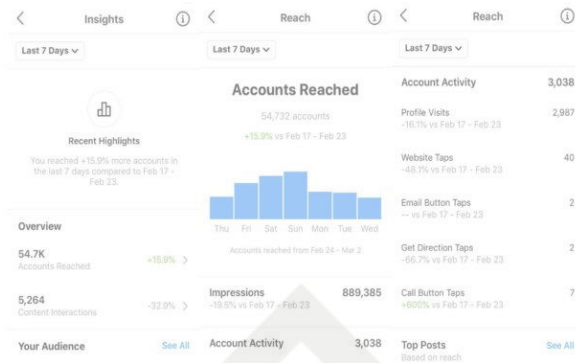 Insights
Last 7 Days
Recent Highlights
You reached +15.9% more accounts in
the last 7 days compared to Feb 17 -
Feb 23.
Overview
54.7K
Accounts Reached
+15.9%
5,264
Content Interactions
-32.9%
Your Audience
See All
Reach
Last 7 Days
Accounts Reached
54,732 accounts
+15.9% vs Feb 17 - Feb 23
Thu Fri Sat Sun Mon Tue Wed
Accounts reached from Feb 24 - Mar 2
Impressions 889,385
-19.5% vs Feb 17 - Feb 23
Account Activity 3,038
Reach
Last 7 Days
Account Activity 3,038
Profile Visits 2,987
-16.1% vs Feb 17 - Feb 23
Website Taps 40
-48.1% vs Feb 17 - Feb 23
Email Button Taps 2
-- vs Feb 17 - Feb 23
Get Direction Taps 2
-66.7% vs Feb 17 - Feb 23
Call Button Taps 7
+600% vs Feb 17 - Feb 23
Top Posts See All
Based on reach